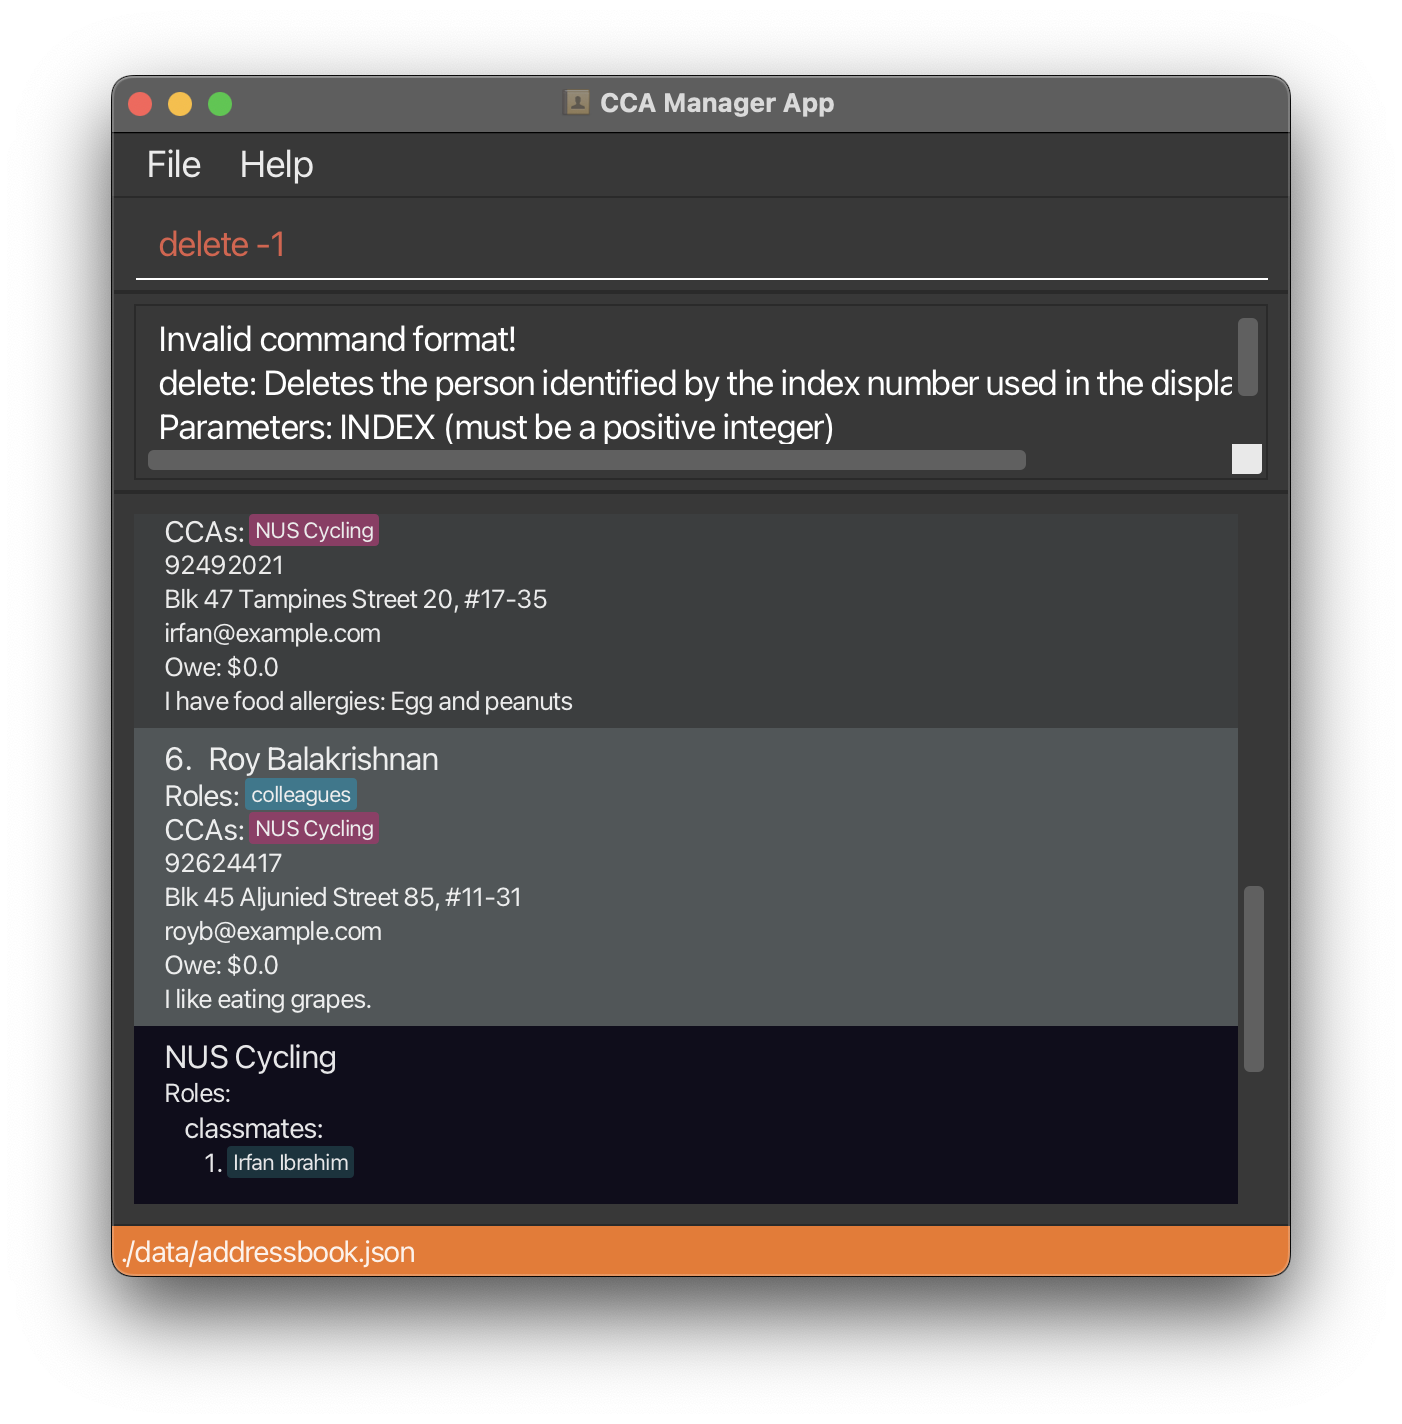 CCA Manager App
File Help
delete -1
Invalid command format!
delete: Deletes the person identified by the index number used in the displa
Parameters: INDEX (must be a positive integer)
CCAs: NUS Cycling
92492021
Blk 47 Tampines Street 20, #17-35
irfan@example.com
Owe: $0.0
I have food allergies: Egg and peanuts
6. Roy Balakrishnan
Roles: colleagues
CCAs: NUS Cycling
92624417
Blk 45 Aljunied Street 85, #11-31
royb@example.com
Owe: $0.0
I like eating grapes.
NUS Cycling
Roles:
classmates:
1. Irfan Ibrahim
./data/addressbook.json